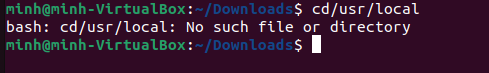 minh@minh-VirtualBox:~/Downloads$ cd/usr/local
bash: cd/usr/local: No such file or directory
minh@minh-VirtualBox:~/Downloads$